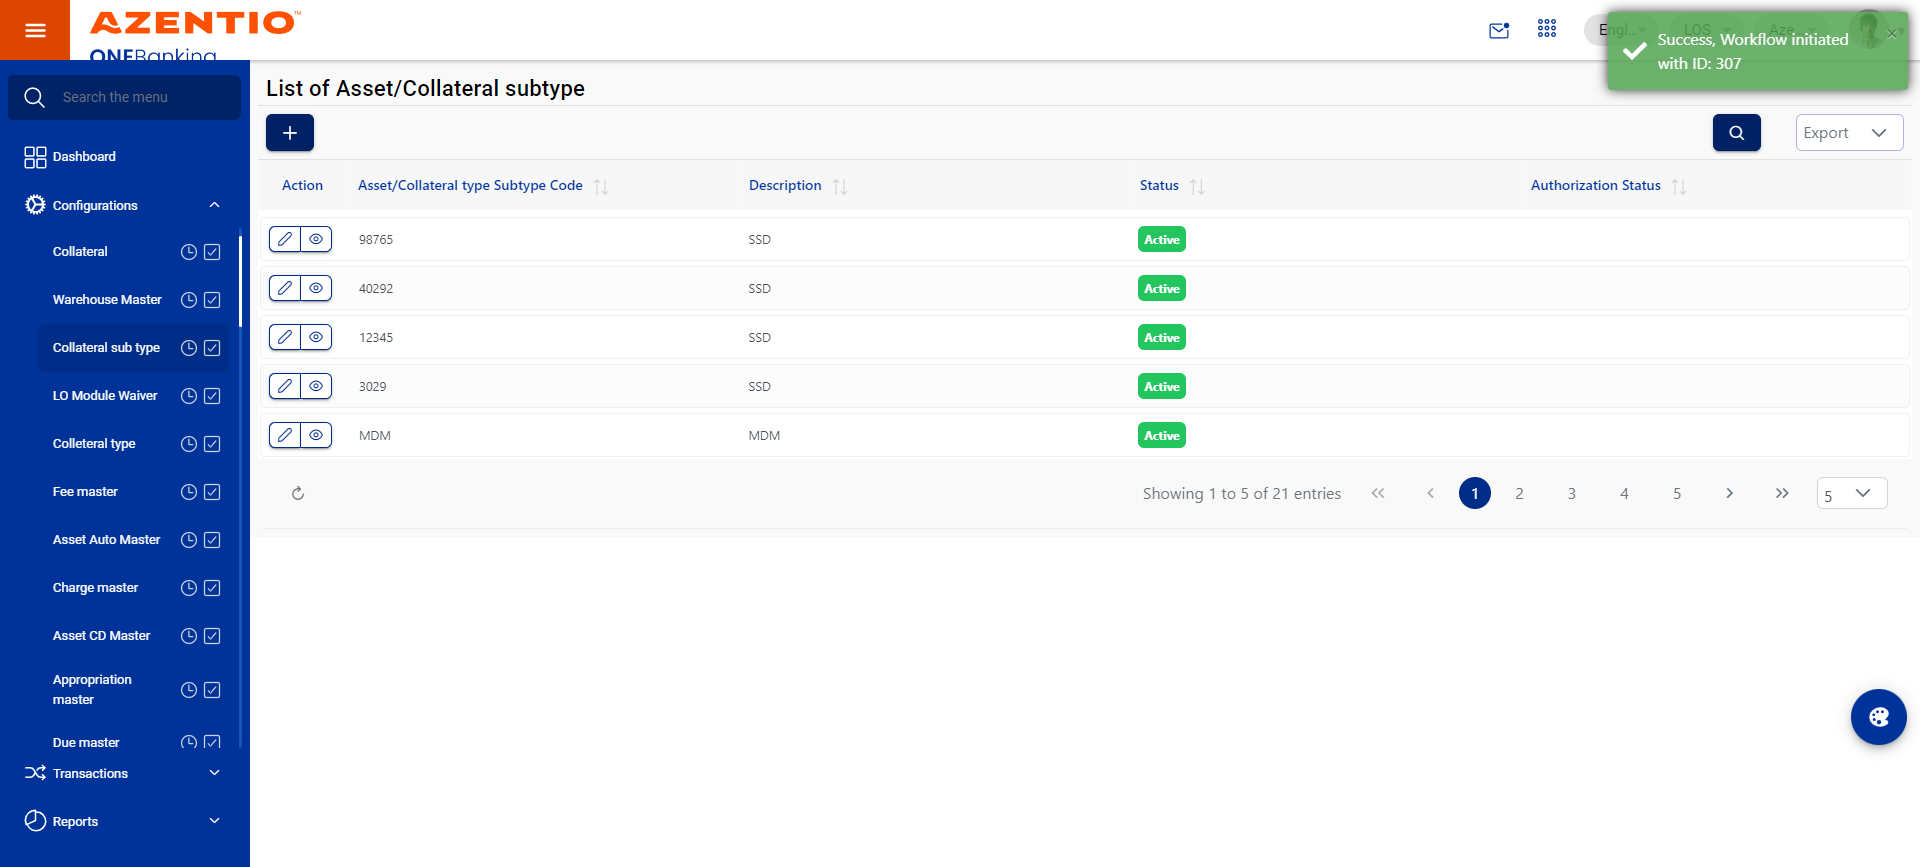 AZENTIO™
ONEBanking
Engl...
LOS
Aze...
Success, Workflow initiated
with ID: 307
Search the menu
Dashboard
Configurations
Collateral
Warehouse Master
Collateral sub type
LO Module Waiver
Colleteral type
Fee master
Asset Auto Master
Charge master
Asset CD Master
Appropriation
master
Due master
Transactions
Reports
List of Asset/Collateral subtype
Export
Action Asset/Collateral type Subtype Code Description Status Authorization Status
98765 SSD Active
40292 SSD Active
12345 SSD Active
3029 SSD Active
MDM MDM Active
Showing 1 to 5 of 21 entries 1 2 3 4 5 5